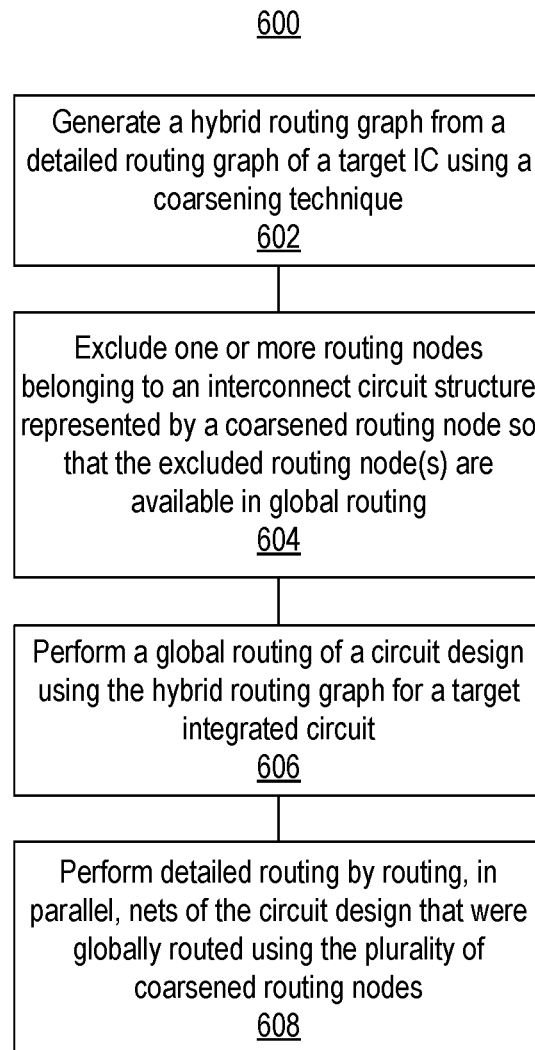 600
Generate a hybrid routing graph from a
detailed routing graph of a target IC using a
coarsening technique
602
Exclude one or more routing nodes
belonging to an interconnect circuit structure
represented by a coarsened routing node so
that the excluded routing node(s) are
available in global routing
604
Perform a global routing of a circuit design
using the hybrid routing graph for a target
integrated circuit
606
Perform detailed routing by routing, in
parallel, nets of the circuit design that were
globally routed using the plurality of
coarsened routing nodes
608